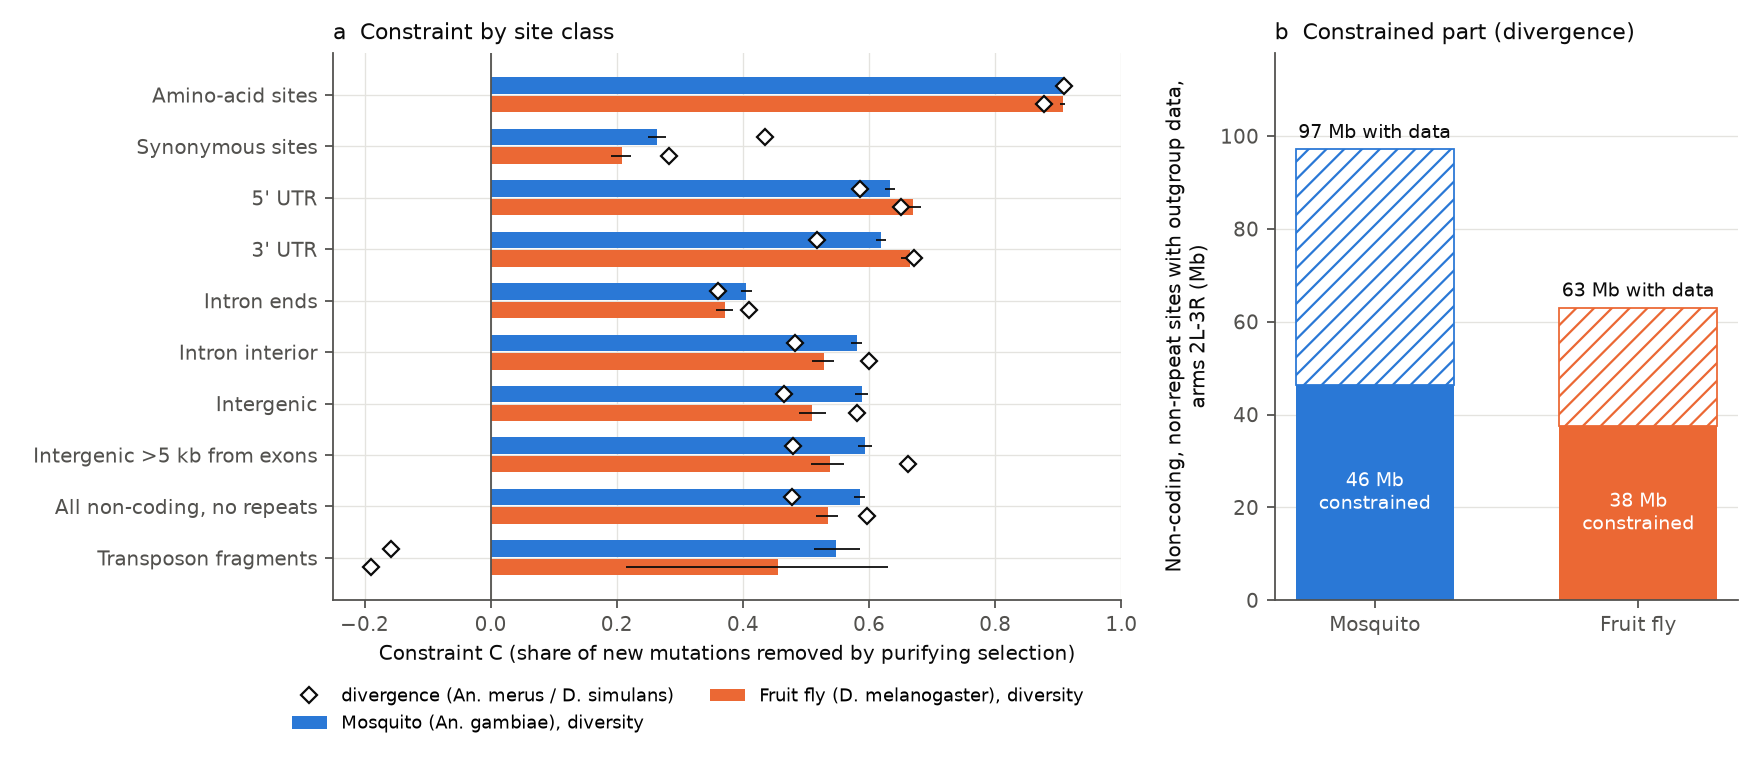 a  Constraint by site class
Amino-acid sites
Synonymous sites
5' UTR
3' UTR
Intron ends
Intron interior
Intergenic
Intergenic >5 kb from exons
All non-coding, no repeats
Transposon fragments
−0.2 0.0 0.2 0.4 0.6 0.8 1.0
Constraint C (share of new mutations removed by purifying selection)
divergence (An. merus / D. simulans)
Mosquito (An. gambiae), diversity
Fruit fly (D. melanogaster), diversity
b  Constrained part (divergence)
Non-coding, non-repeat sites with outgroup data,
arms 2L-3R (Mb)
100
80
60
40
20
0
97 Mb with data
46 Mb
constrained
63 Mb with data
38 Mb
constrained
Mosquito
Fruit fly